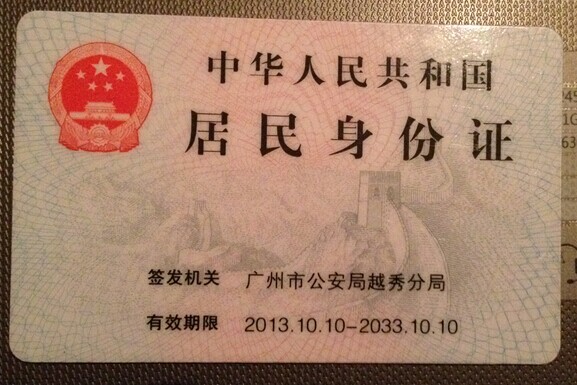 中华人民共和国
居民身份证
签发机关 广州市公安局越秀分局
有效期限 2013.10.10-2033.10.10